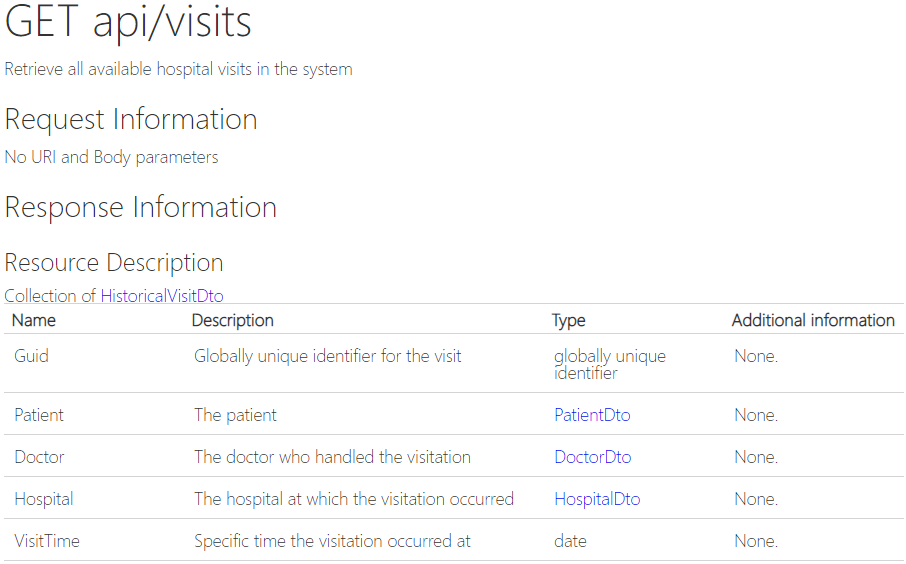 GET api/visits
Retrieve all available hospital visits in the system
Request Information
No URI and Body parameters
Response Information
Resource Description
Collection of HistoricalVisitDto
Name Description Type Additional information
Guid Globally unique identifier for the visit globally unique identifier None.
Patient The patient PatientDto None.
Doctor The doctor who handled the visitation DoctorDto None.
Hospital The hospital at which the visitation occurred HospitalDto None.
VisitTime Specific time the visitation occurred at date None.